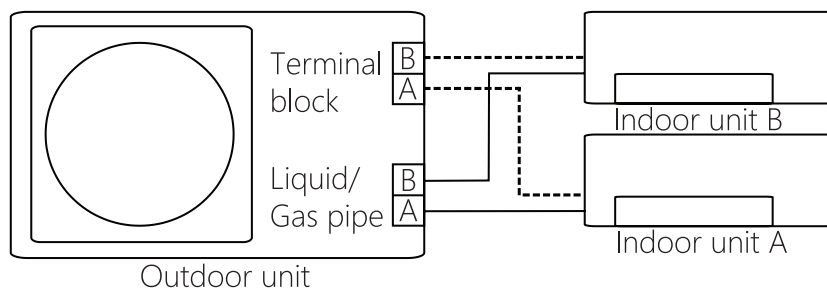 Terminal
block
B
A
Liquid/
Gas pipe
B
A
Outdoor unit
Indoor unit B
Indoor unit A